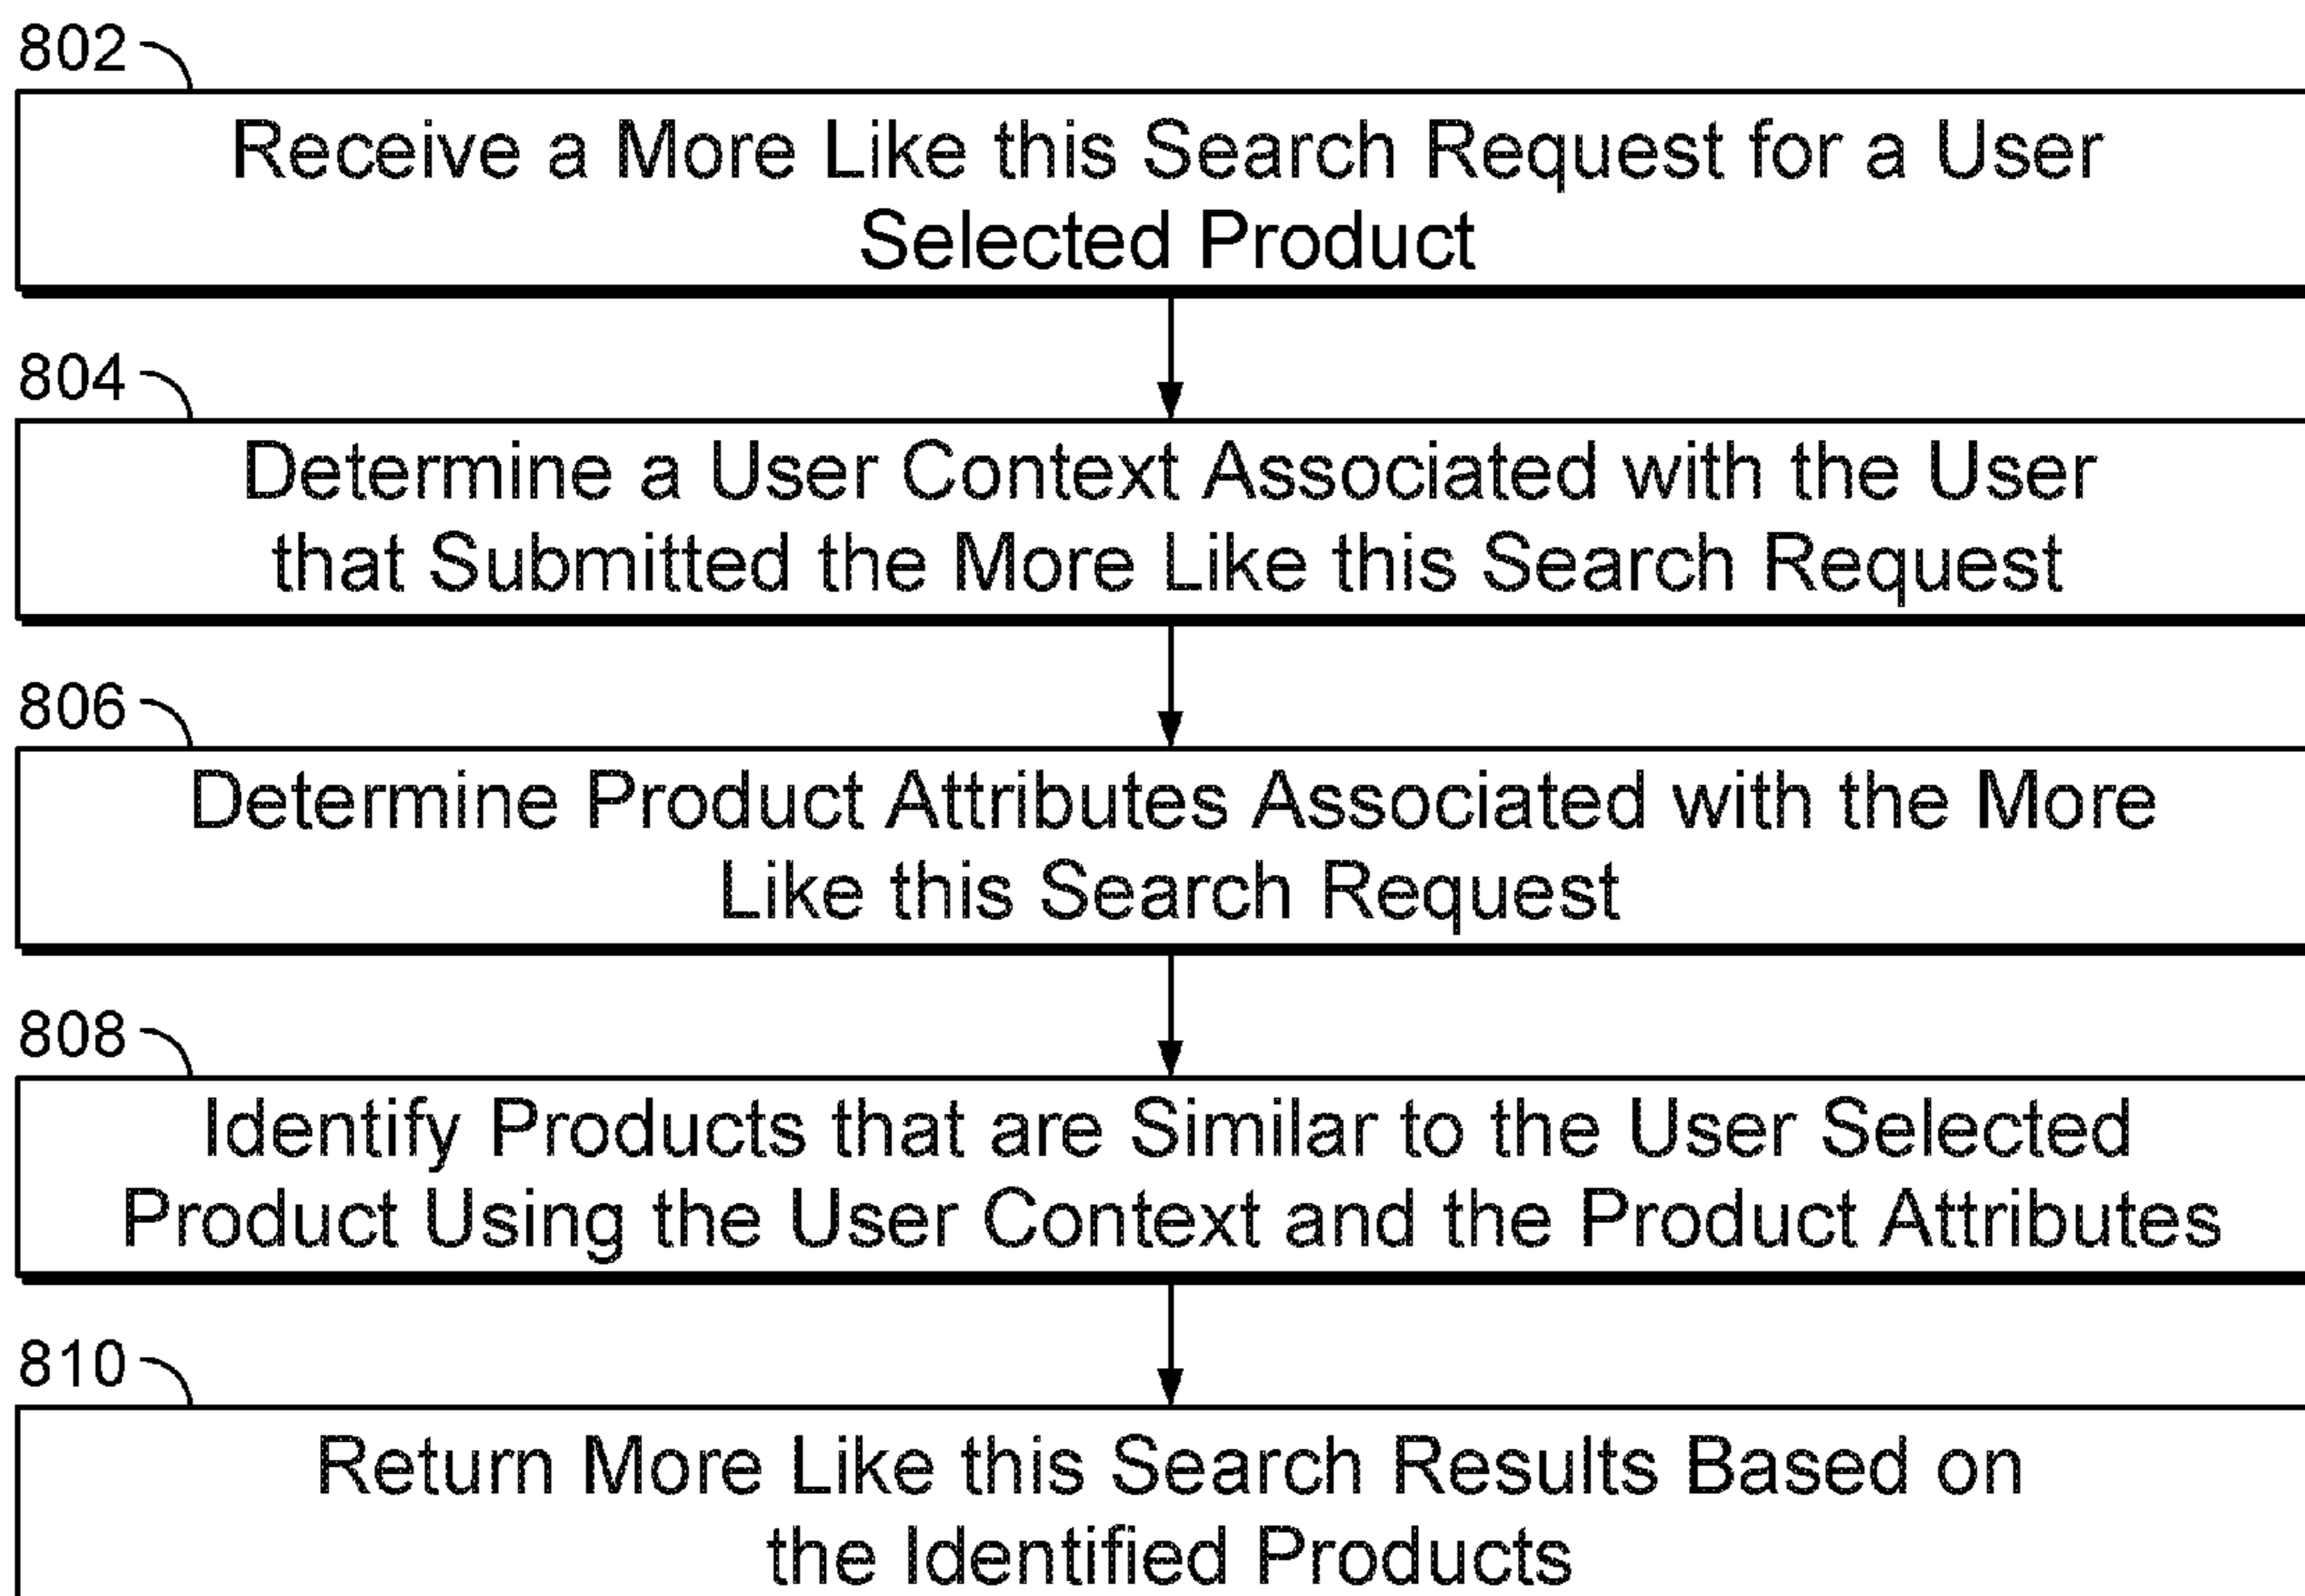 802
Receive a More Like this Search Request for a User
Selected Product
804
Determine a User Context Associated with the User
that Submitted the More Like this Search Request
806
Determine Product Attributes Associated with the More
Like this Search Request
808
Identify Products that are Similar to the User Selected
Product Using the User Context and the Product Attributes
810
Return More Like this Search Results Based on
the Identified Products